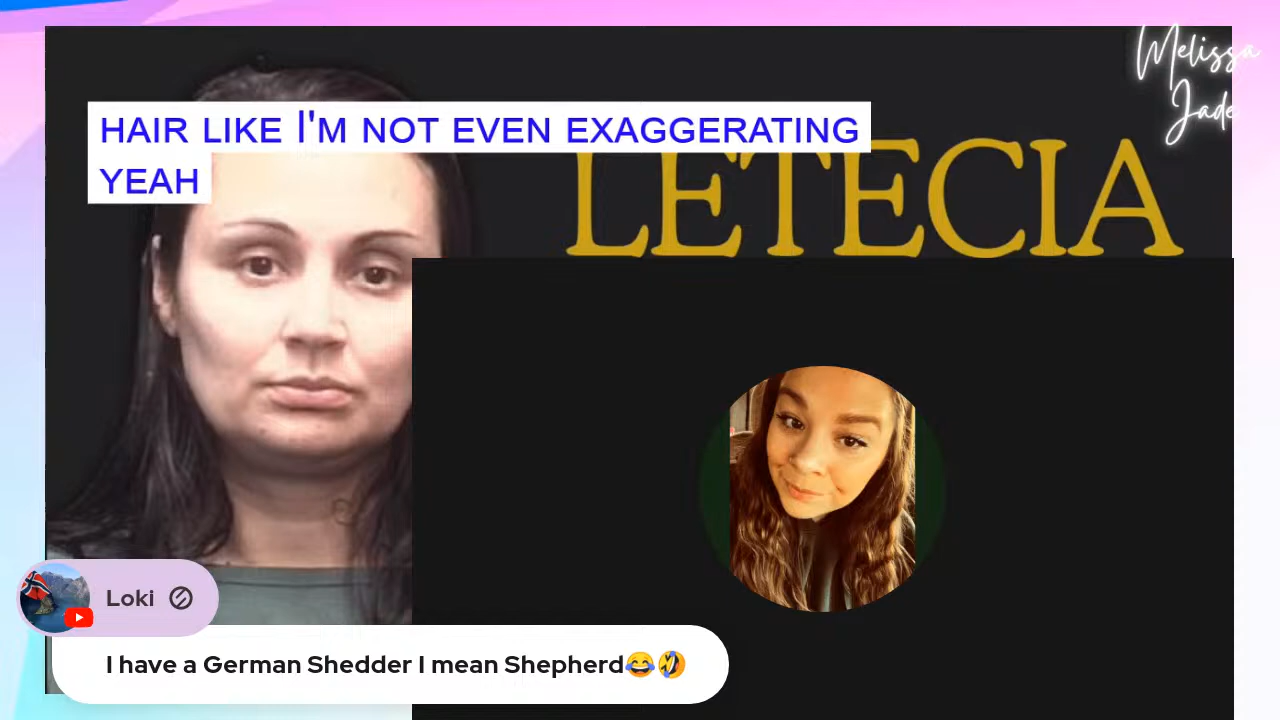 Melissa
Jade
HAIR LIKE I'M NOT EVEN EXAGGERATING
YEAH
LETECIA
Loki
I have a German Shedder I mean Shepherd😂🤣